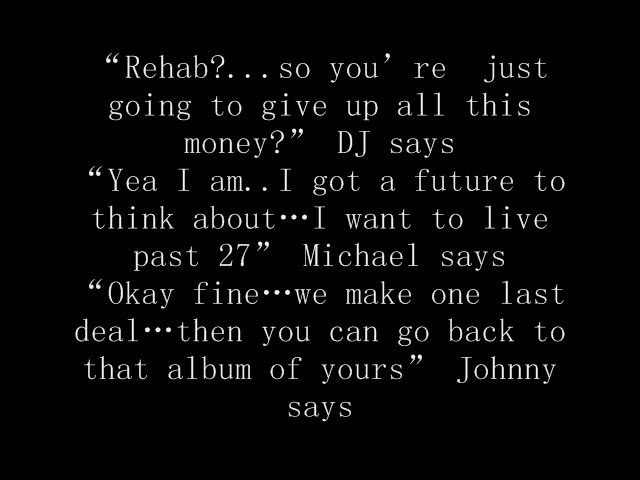 “Rehab?...so you’re just
going to give up all this
money?” DJ says
“Yea I am..I got a future to
think about…I want to live
past 27” Michael says
“Okay fine…we make one last
deal…then you can go back to
that album of yours” Johnny
says